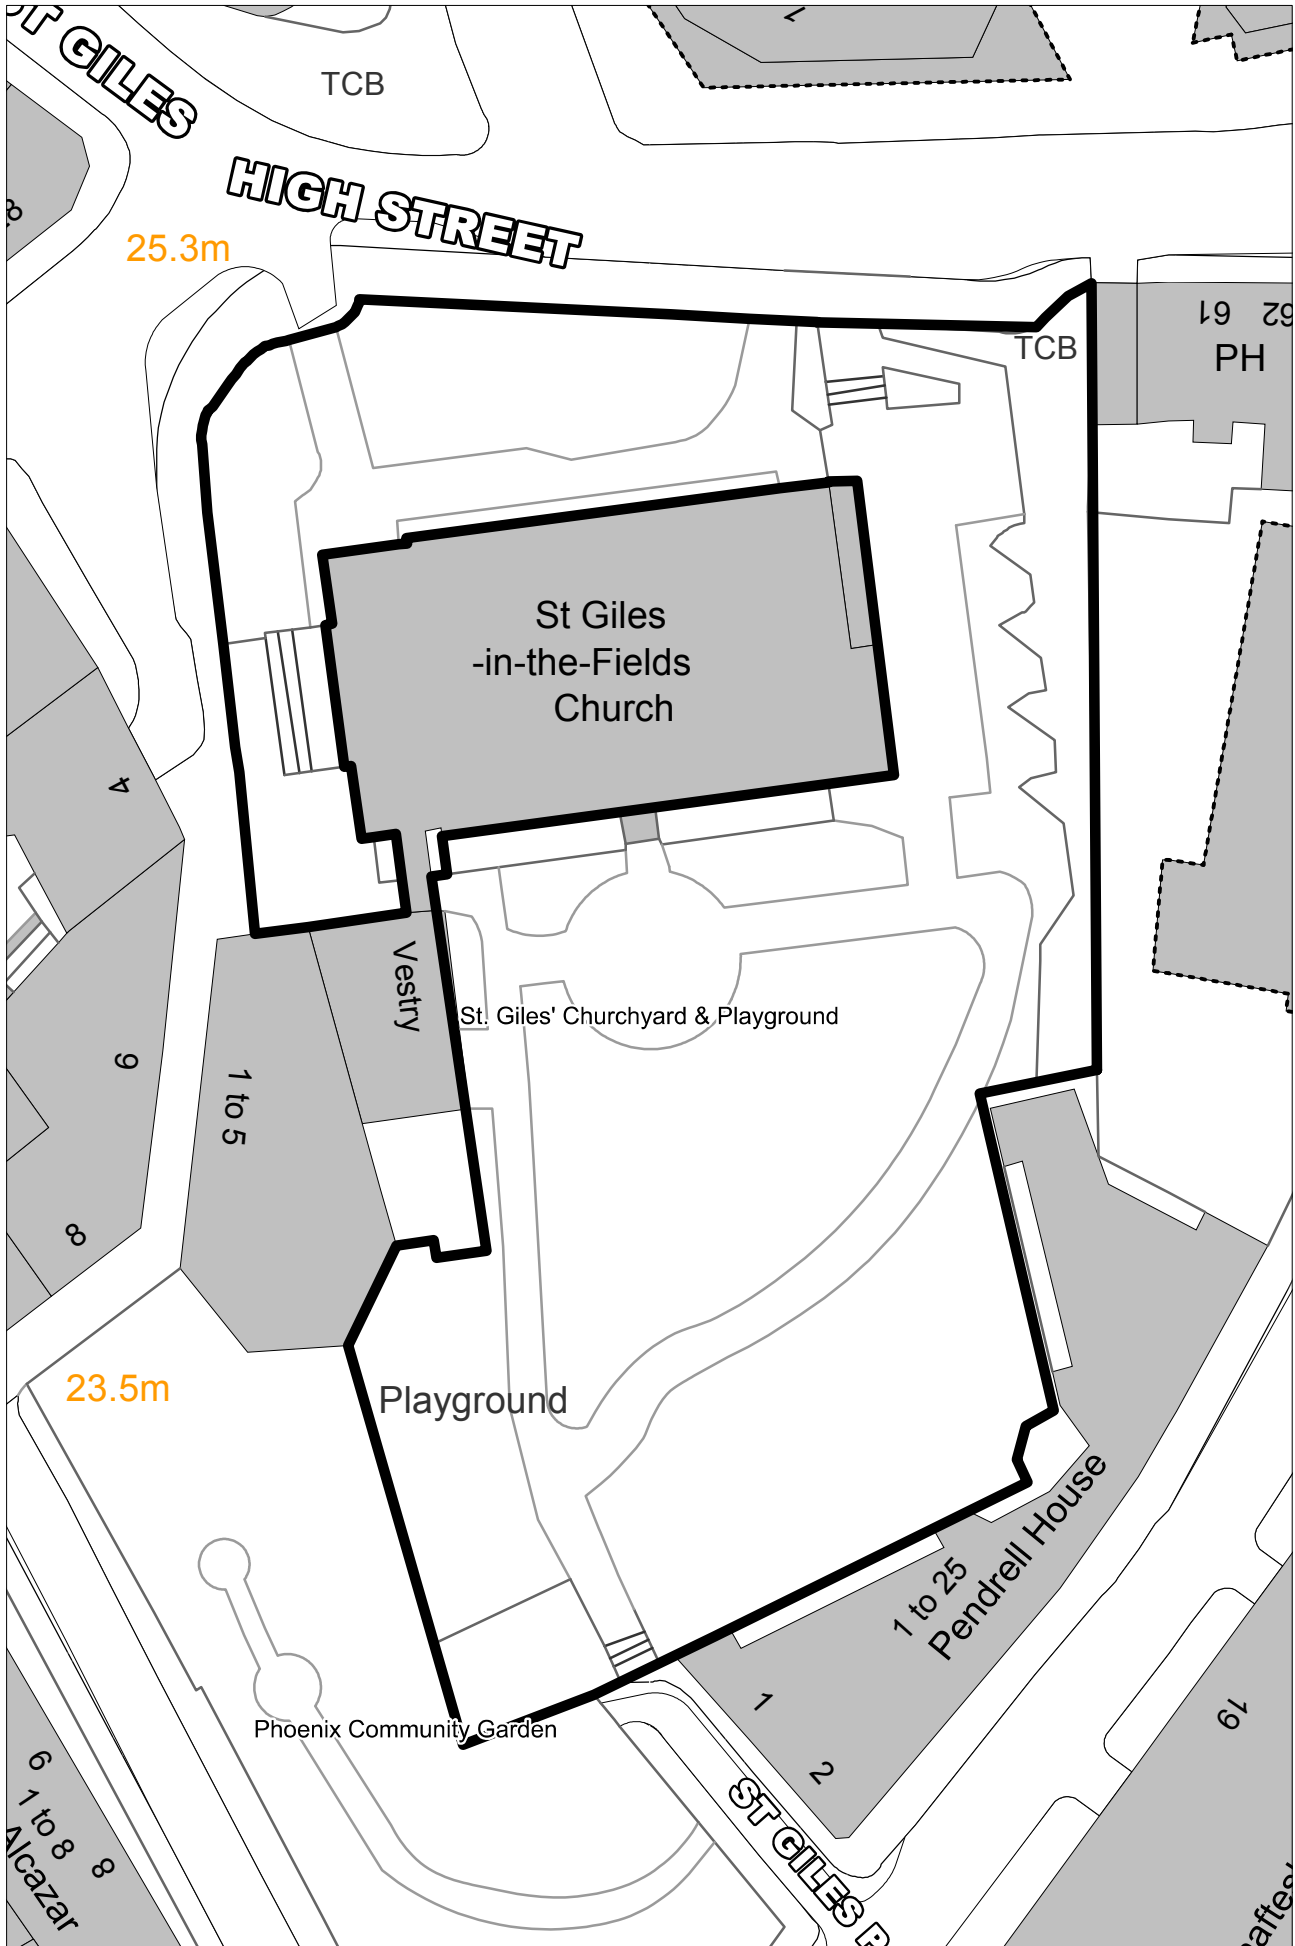 ST GILES
TCB
HIGH STREET
25.3m
TCB
61
62
PH
St Giles
-in-the-Fields
Church
4
Vestry
St. Giles' Churchyard & Playground
9
1 to 5
8
23.5m
Playground
1 to 25
Pendrell House
1
2
19
Phoenix Community Garden
6
1 to 8
8
Alcazar
ST GILES